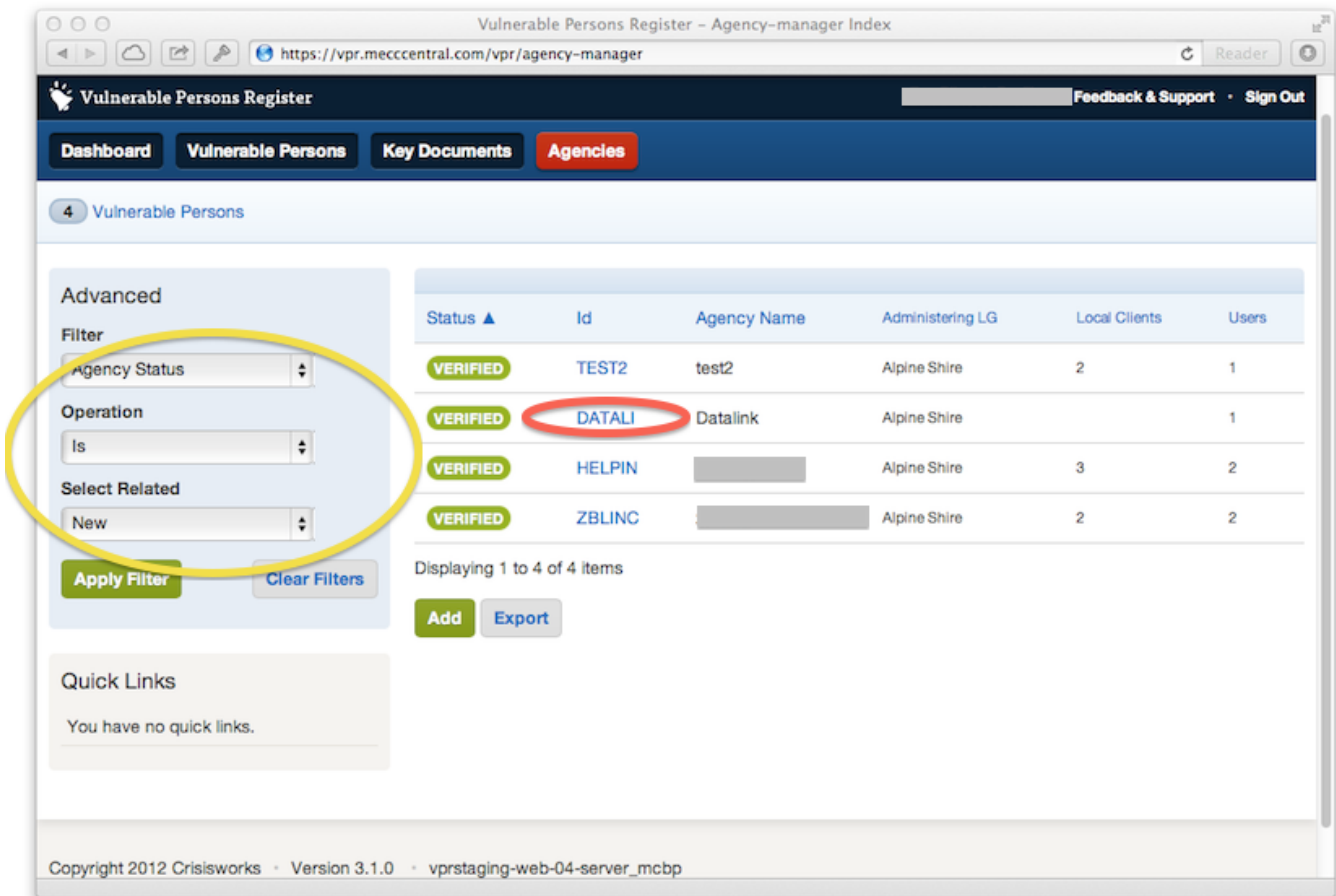 Vulnerable Persons Register – Agency-manager Index
https://vpr.mecccentral.com/vpr/agency-manager
Reader
Vulnerable Persons Register
Feedback & Support • Sign Out
Dashboard Vulnerable Persons Key Documents Agencies
4 Vulnerable Persons
Advanced
Filter
Agency Status
Operation
Is
Select Related
New
Apply Filter Clear Filters
Status ▲ Id Agency Name Administering LG Local Clients Users
VERIFIED TEST2 test2 Alpine Shire 2 1
VERIFIED DATALI Datalink Alpine Shire 1
VERIFIED HELPIN Alpine Shire 3 2
VERIFIED ZBLINC Alpine Shire 2 2
Displaying 1 to 4 of 4 items
Add Export
Quick Links
You have no quick links.
Copyright 2012 Crisisworks • Version 3.1.0 • vprstaging-web-04-server_mcbp